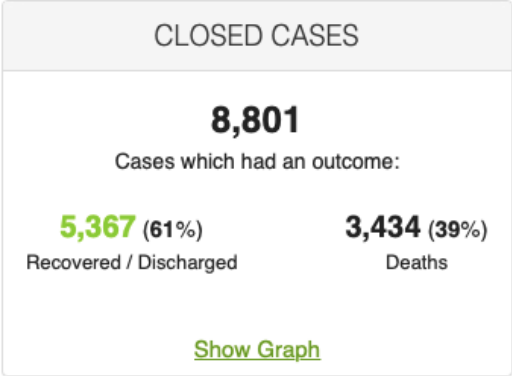 CLOSED CASES
8,801
Cases which had an outcome:
5,367 (61%) 3,434 (39%)
Recovered / Discharged Deaths
Show Graph